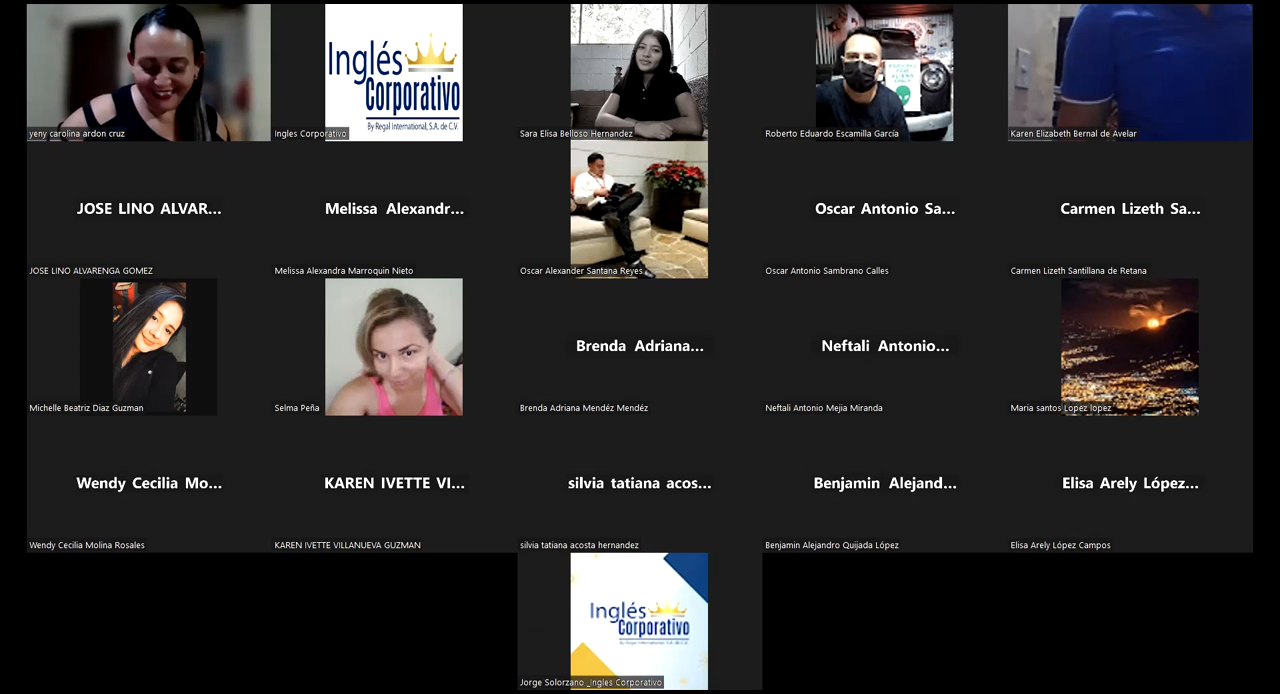 Inglés
Corporativo
By Regal International, S.A. de C.V.
yeny carolina ardon cruz
Ingles Corporativo
Sara Elisa Belloso Hernandez
Roberto Eduardo Escamilla García
Karen Elizabeth Bernal de Avelar
JOSE LINO ALVAR...
Melissa Alexandr...
Oscar Antonio Sa...
Carmen Lizeth Sa...
JOSE LINO ALVARENGA GOMEZ
Melissa Alexandra Marroquin Nieto
Oscar Alexander Santana Reyes
Oscar Antonio Sambrano Calles
Carmen Lizeth Santillana de Retana
Brenda Adriana...
Neftali Antonio...
Michelle Beatriz Diaz Guzman
Selma Peña
Brenda Adriana Mendéz Mendéz
Neftali Antonio Mejia Miranda
Maria santos Lopez lopez
Wendy Cecilia Mo...
KAREN IVETTE VI...
silvia tatiana acos...
Benjamin Alejand...
Elisa Arely López...
Wendy Cecilia Molina Rosales
KAREN IVETTE VILLANUEVA GUZMAN
silvia tatiana acosta hernandez
Benjamin Alejandro Quijada López
Elisa Arely López Campos
Inglés
Corporativo
By Regal International, S.A. de C.V.
Jorge Solorzano _Ingles Corporativo